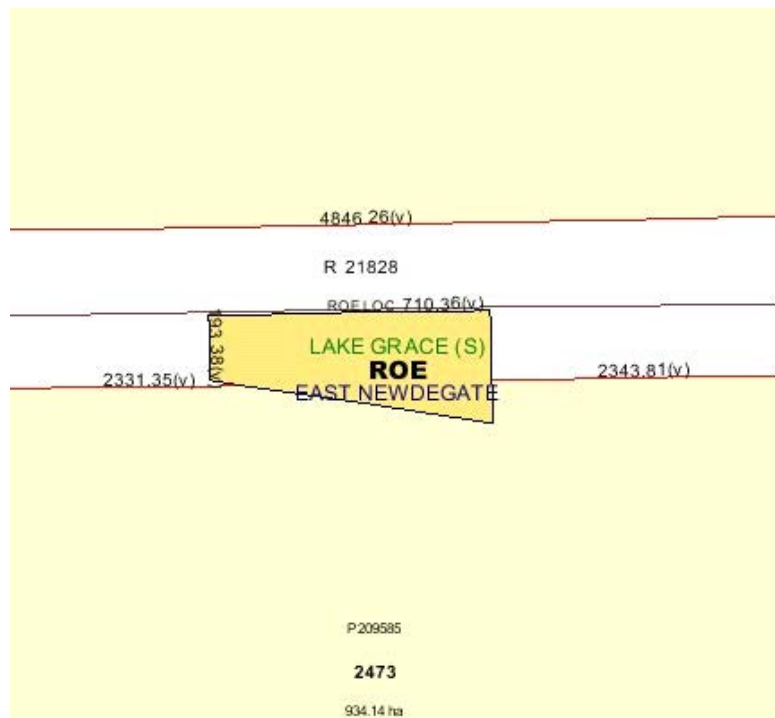 4846.26(v)
R 21828
ROE LOC 710.36(v)
193.38(v)
LAKE GRACE (S)
ROE
2331.35(v)
2343.81(v)
EAST NEWDEGATE
P209585
2473
934.14 ha